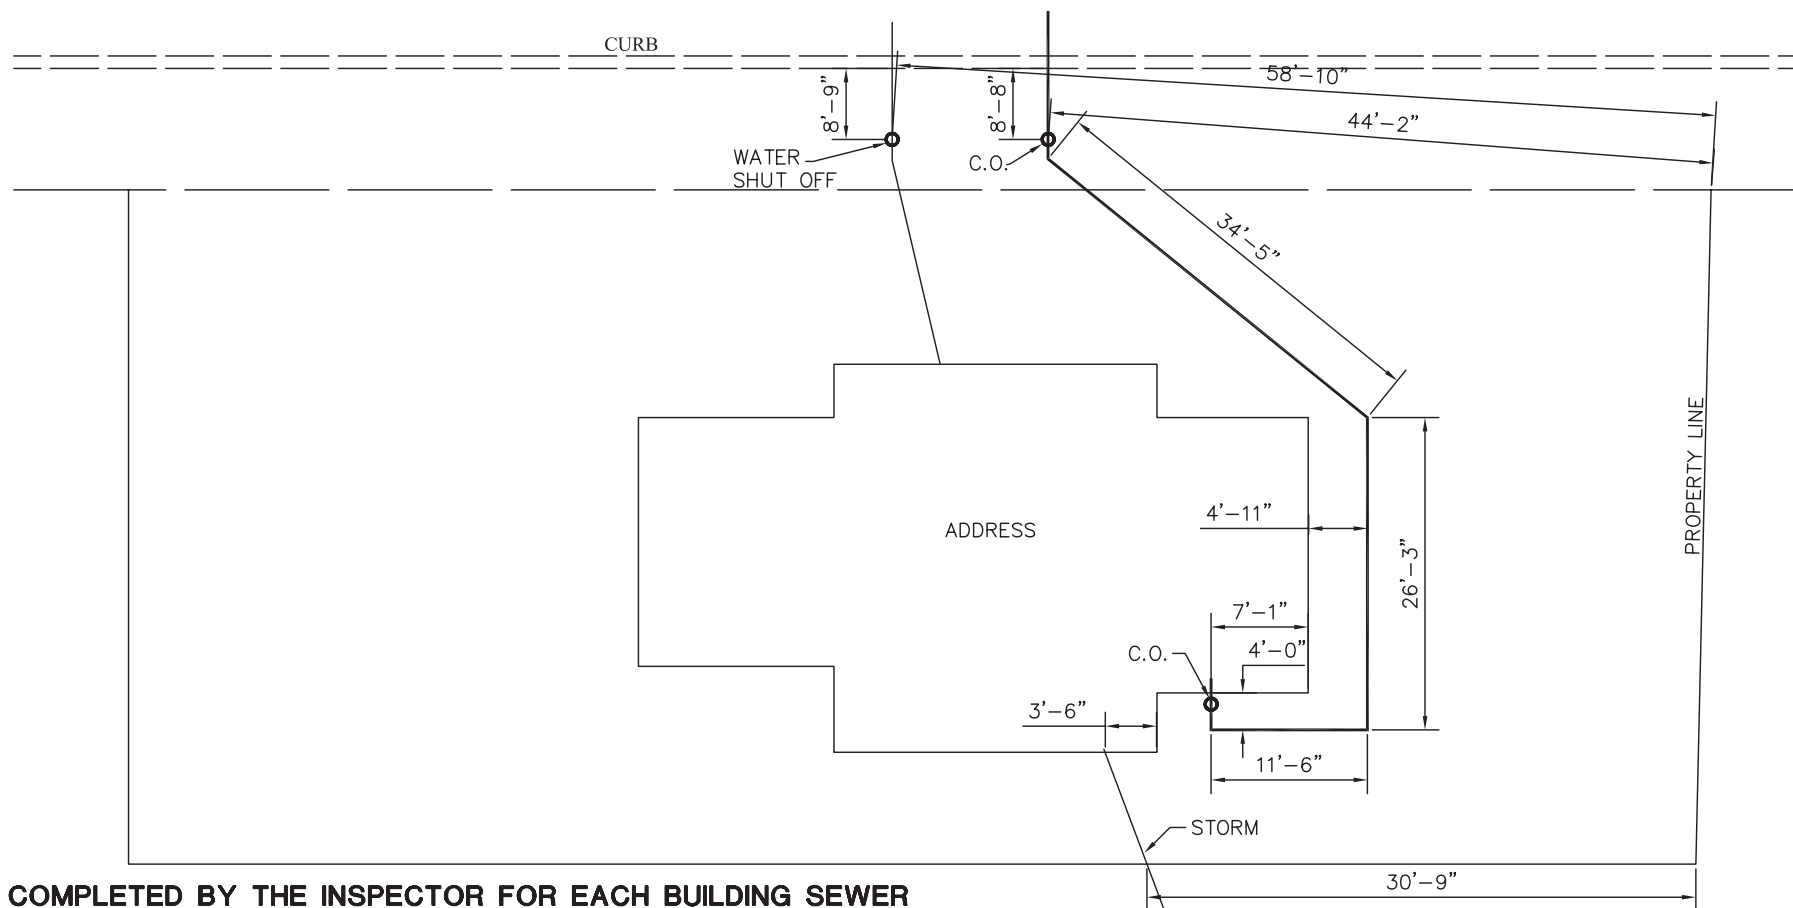 CURB
58’-10”
8’-9”
8’-8”
44’-2”
WATER
SHUT OFF
C.O.
34’-5”
PROPERTY LINE
4’-11”
ADDRESS
26’-3”
7’-1”
4’-0”
C.O.
3’-6”
11’-6”
STORM
30’-9”
COMPLETED BY THE INSPECTOR FOR EACH BUILDING SEWER